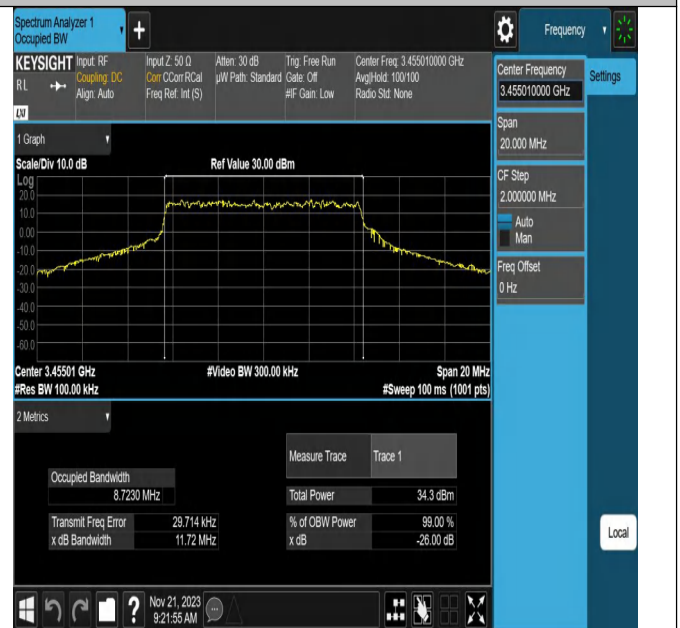 Spectrum Analyzer 1
Occupied BW
+
Frequency
KEYSIGHT
RL
LXI
Input: RF
Coupling: DC
Align: Auto
Input Z: 50 Ω
Corr CCorr RCal
Freq Ref: Int (S)
Atten: 30 dB
µW Path: Standard
Trig: Free Run
Gate: Off
#IF Gain: Low
Center Freq: 3.455010000 GHz
Avg|Hold: 100/100
Radio Std: None
Center Frequency
3.455010000 GHz
Settings
Span
20.000 MHz
CF Step
2.000000 MHz
Auto
Man
Freq Offset
0 Hz
Local
1 Graph
Scale/Div 10.0 dB
Ref Value 30.00 dBm
Log
20.0
10.0
0.00
-10.0
-20.0
-30.0
-40.0
-50.0
-60.0
Center 3.45501 GHz
#Video BW 300.00 kHz
Span 20 MHz
#Res BW 100.00 kHz
#Sweep 100 ms (1001 pts)
2 Metrics
Measure Trace
Trace 1
Occupied Bandwidth
8.7230 MHz
Total Power
34.3 dBm
Transmit Freq Error
29.714 kHz
% of OBW Power
99.00 %
x dB Bandwidth
11.72 MHz
x dB
-26.00 dB
?
Nov 21, 2023
9:21:55 AM